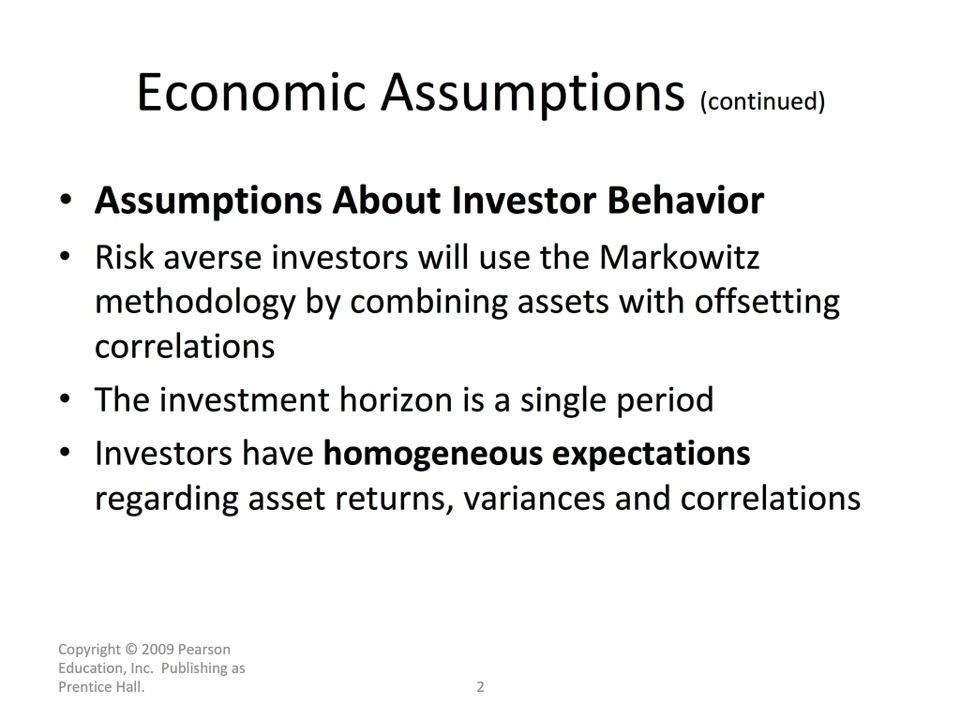 Economic Assumptions (continued)
• Assumptions About Investor Behavior
• Risk averse investors will use the Markowitz
methodology by combining assets with offsetting
correlations
• The investment horizon is a single period
• Investors have homogeneous expectations
regarding asset returns, variances and correlations
Copyright © 2009 Pearson
Education, Inc.  Publishing as
Prentice Hall.
2